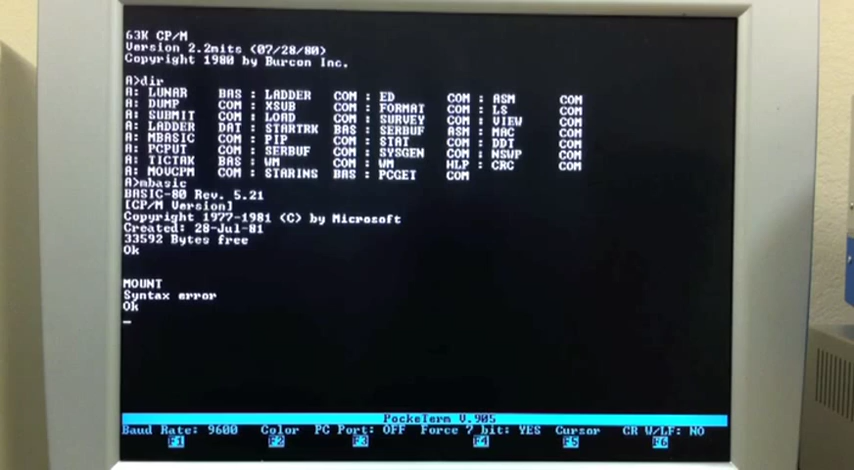 63K CP/M
Version 2.2mits (07/28/80)
Copyright 1980 by Burcon Inc.
A>dir
A: LUNAR    BAS : LADDER   COM : ED       COM : ASM      COM
A: DUMP     COM : XSUB     COM : FORMAT   COM : LS       COM
A: SUBMIT   COM : LOAD     COM : SURVEY   COM : VIEW     COM
A: LADDER   DAT : STARTRK  BAS : SERBUF   ASM : MAC      COM
A: MBASIC   COM : PIP      COM : STAT     COM : DDT      COM
A: PCPUT    COM : SERBUF   COM : SYSGEN   COM : NSWP     COM
A: TICTAK   BAS : WM       COM : WM       HLP : CRC      COM
A: MOVCPM   COM : STARINS  BAS : PCGET    COM
A>mbasic
BASIC-80 Rev. 5.21
[CP/M Version]
Copyright 1977-1981 (C) by Microsoft
Created: 28-Jul-81
33592 Bytes free
Ok
MOUNT
Syntax error
Ok
PockeTerm V.905
Baud Rate: 9600 Color PC Port: OFF Force 7 bit: YES Cursor CR W/LF: NO
F1 F2 F3 F4 F5 F6